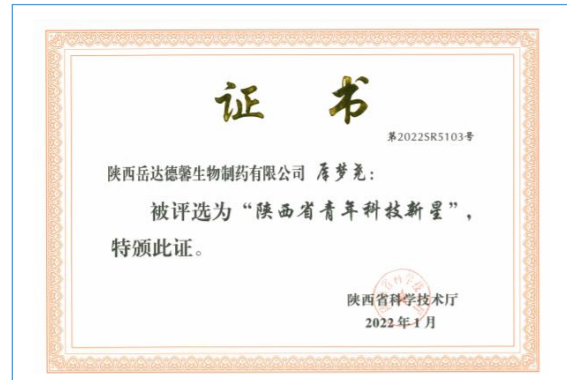 证 书
第2022SR5103号
陕西岳达德馨生物制药有限公司 库梦尧：
被评选为“陕西省青年科技新星”，
特颁此证。
陕西省科学技术厅
2022年1月